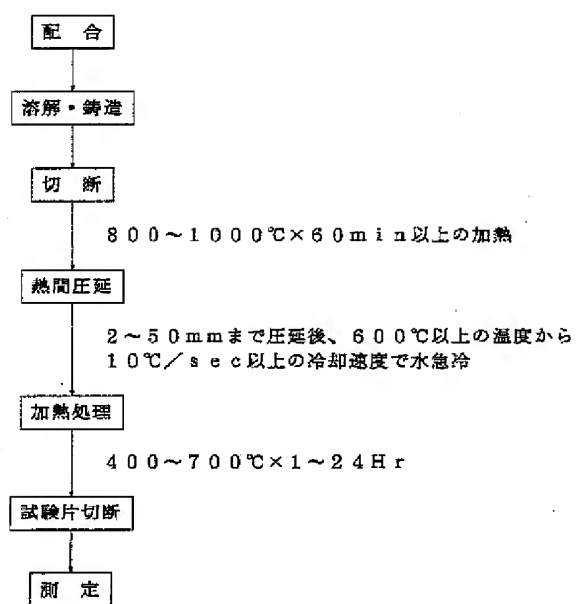 配　合
溶解・鋳造
切　断
８００～１０００℃×６０ｍｉｎ以上の加熱
熱間圧延
２～５０ｍｍまで圧延後、６００℃以上の温度から
１０℃／ｓｅｃ以上の冷却速度で水急冷
加熱処理
４００～７００℃×１～２４Ｈｒ
試験片切断
測　定